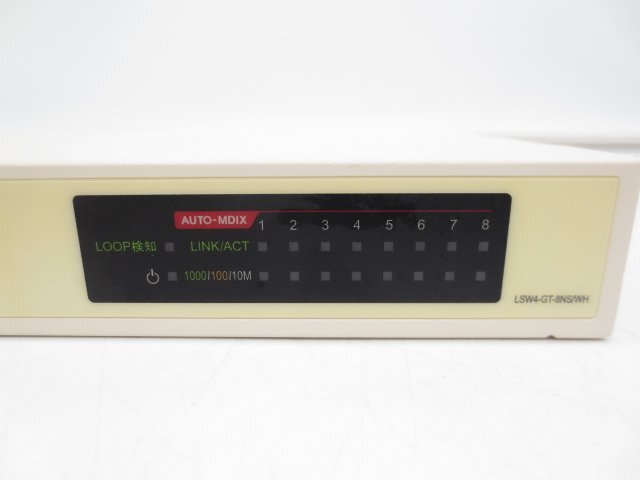 AUTO-MDIX 1 2 3 4 5 6 7 8
LOOP検知 LINK/ACT
1000/100/10M
LSW4-GT-8NS/WH